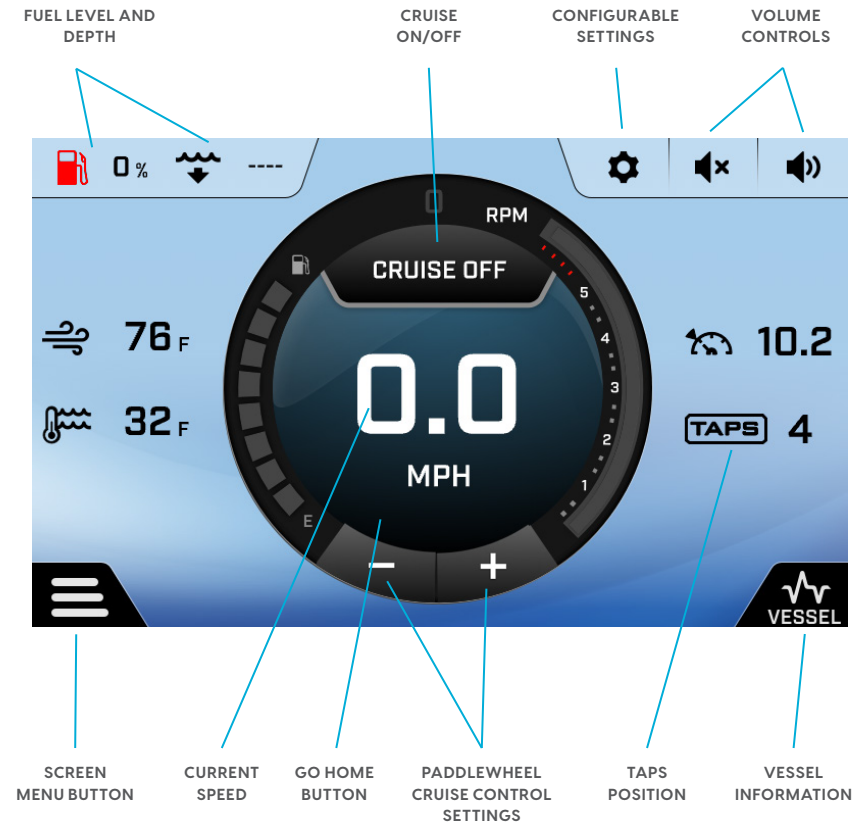 FUEL LEVEL AND
DEPTH
CRUISE
ON/OFF
CONFIGURABLE
SETTINGS
VOLUME
CONTROLS
0 %
----
0
RPM
CRUISE OFF
5
4
3
2
1
76 F
32 F
0.0
MPH
10.2
TAPS 4
E
−
+
VESSEL
SCREEN
MENU BUTTON
CURRENT
SPEED
GO HOME
BUTTON
PADDLEWHEEL
CRUISE CONTROL
SETTINGS
TAPS
POSITION
VESSEL
INFORMATION